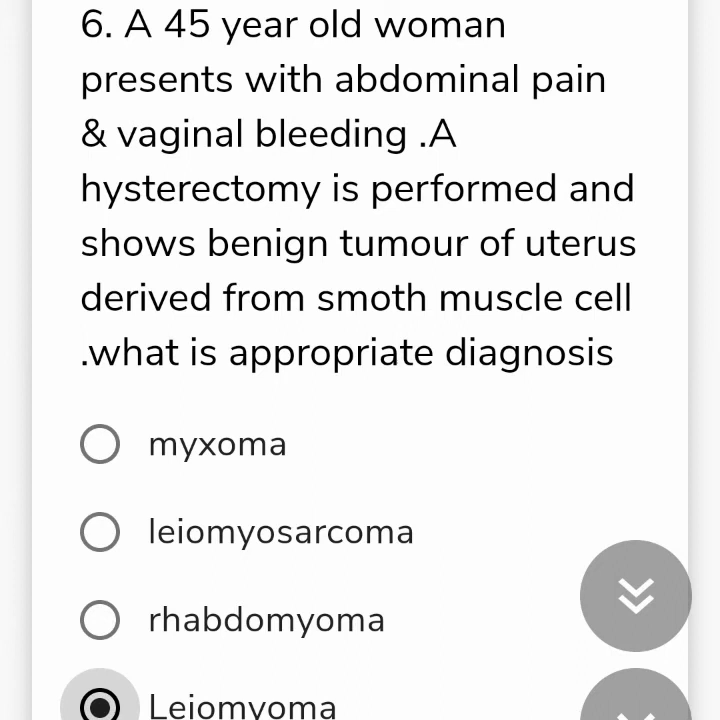 6. A 45 year old woman
presents with abdominal pain
& vaginal bleeding .A
hysterectomy is performed and
shows benign tumour of uterus
derived from smoth muscle cell
.what is appropriate diagnosis
myxoma
leiomyosarcoma
rhabdomyoma
Leiomyoma